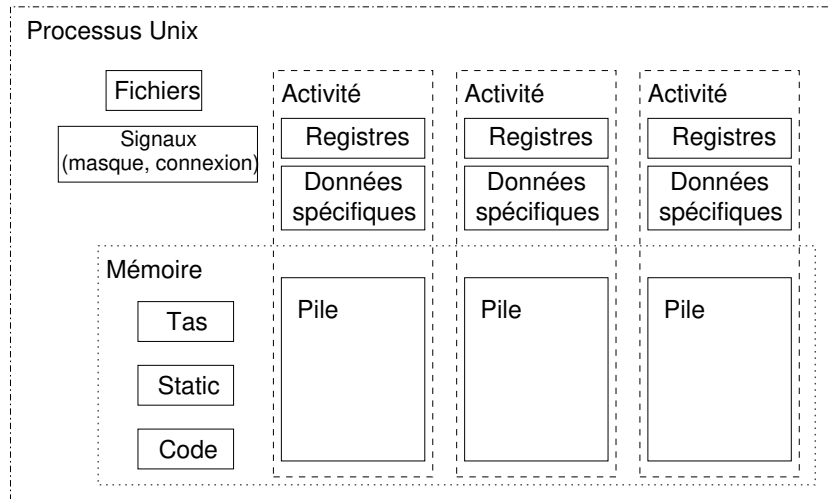 Processus Unix
Fichiers
Signaux
(masque, connexion)
Activité
Registres
Données
spécifiques
Activité
Registres
Données
spécifiques
Activité
Registres
Données
spécifiques
Mémoire
Tas
Static
Code
Pile
Pile
Pile